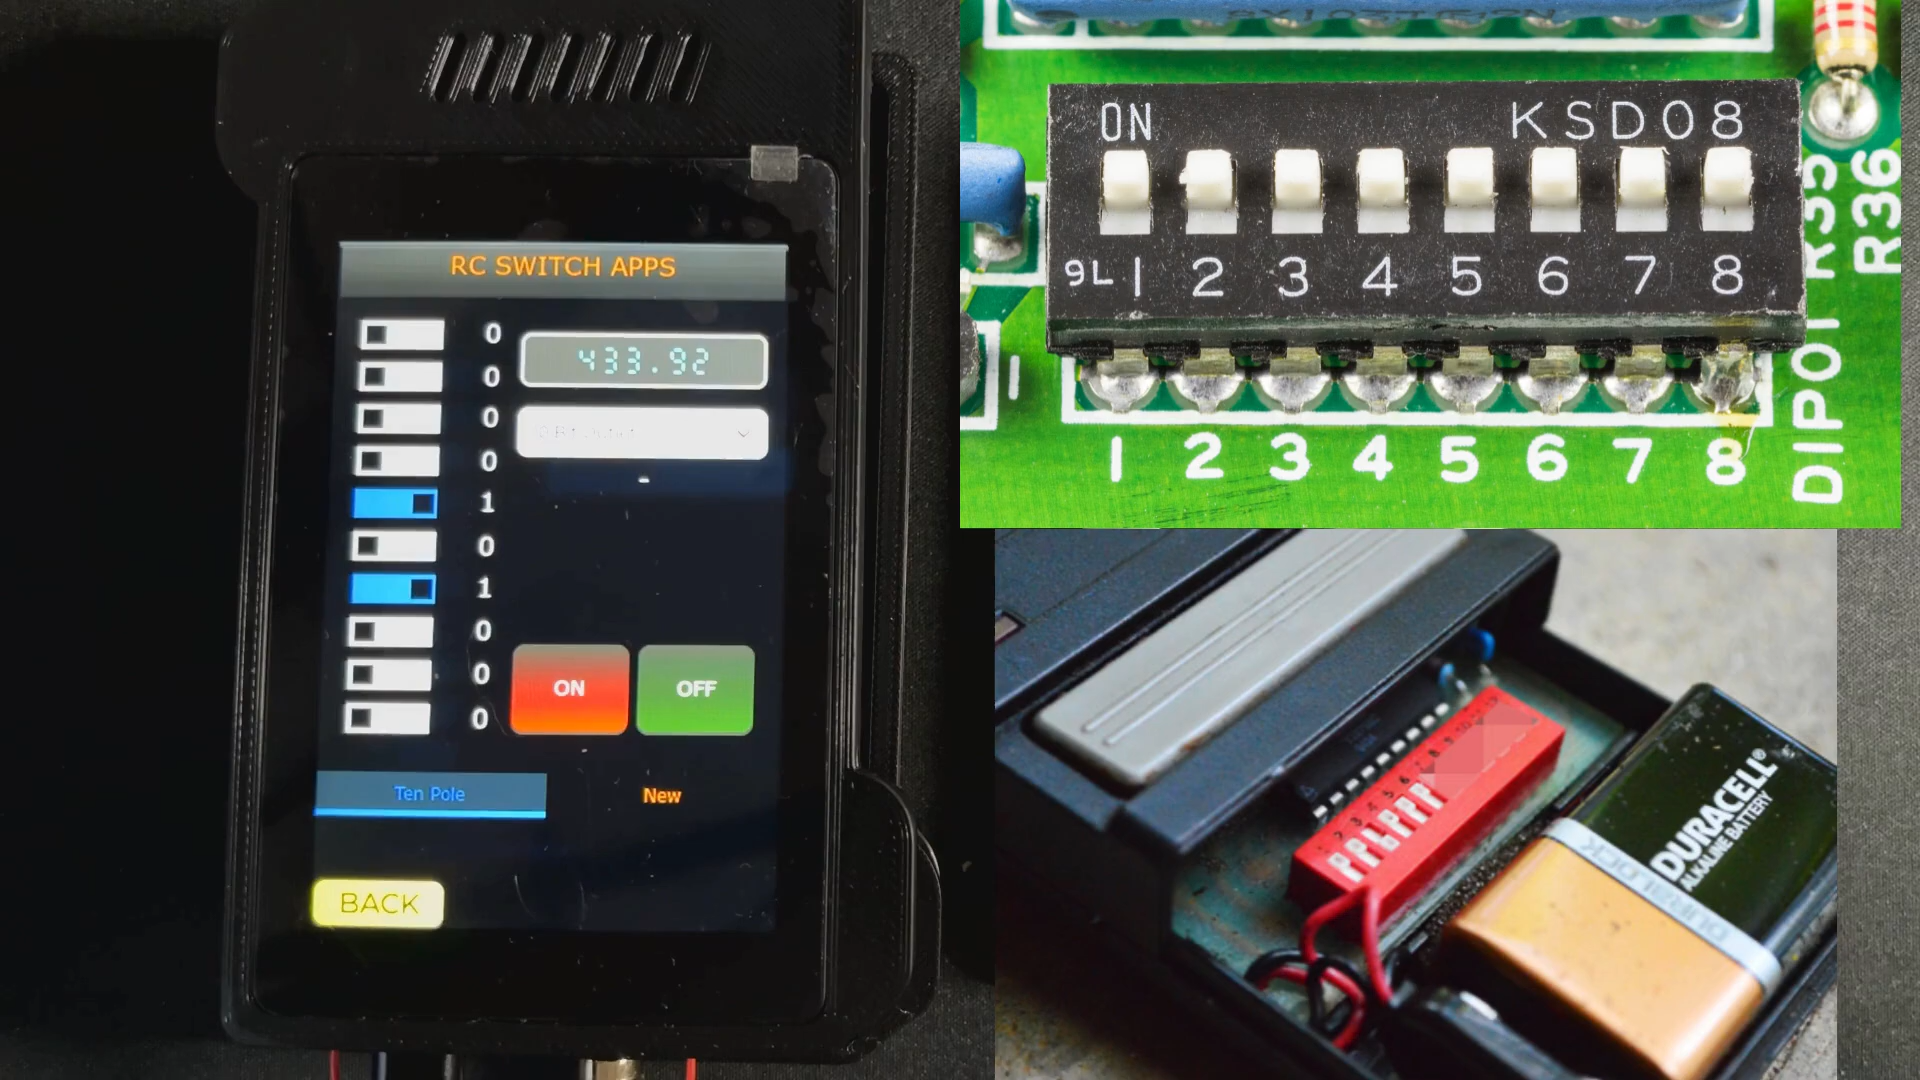 RC SWITCH APPS
0
433.92
0
0
0
1
0
1
0
ON
OFF
0
0
Ten Pole
New
BACK
ON
KSD08
9L 1 2 3 4 5 6 7 8
1 2 3 4 5 6 7 8
DIPO1
R35
R36
DURACELL®
ALKALINE BATTERY